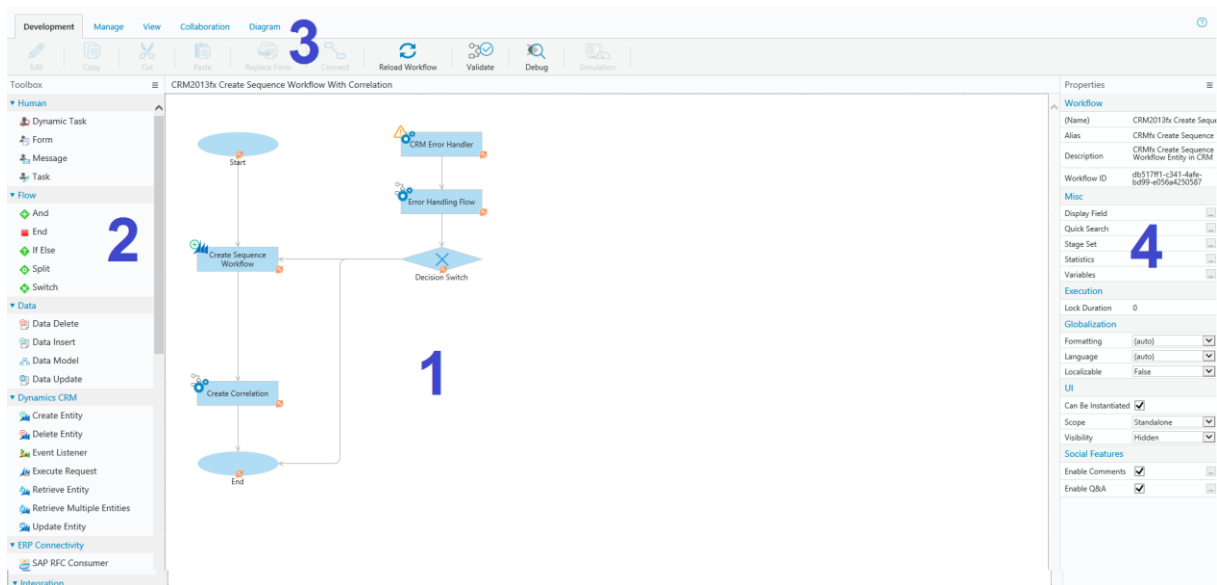 Development Manage View Collaboration Diagram
3
Edit Copy Cut Paste Replace Form Connect Reload Workflow Validate Debug Simulation
Toolbox
CRM2013fx Create Sequence Workflow With Correlation
Properties
Human
Dynamic Task
Form
Message
Task
Flow
And
End
If Else
Split
Switch
2
Data
Data Delete
Data Insert
Data Model
Data Update
Dynamics CRM
Create Entity
Delete Entity
Event Listener
Execute Request
Retrieve Entity
Retrieve Multiple Entities
Update Entity
ERP Connectivity
SAP RFC Consumer
Integration
Start
CRM Error Handler
Error Handling Flow
Create Sequence
Workflow
Decision Switch
1
Create Correlation
End
Workflow
(Name) CRM2013fx Create Seque
Alias CRMfx Create Sequence
Description CRMfx Create Sequence
Workflow Entity in CRM
Workflow ID db517ff1-c341-4afe-
bd99-e056a4250587
Misc
Display Field ...
Quick Search ...
Stage Set ...
4
Statistics ...
Variables ...
Execution
Lock Duration 0
Globalization
Formatting (auto)
Language (auto)
Localizable False
UI
Can Be Instantiated
Scope Standalone
Visibility Hidden
Social Features
Enable Comments ...
Enable Q&A ...